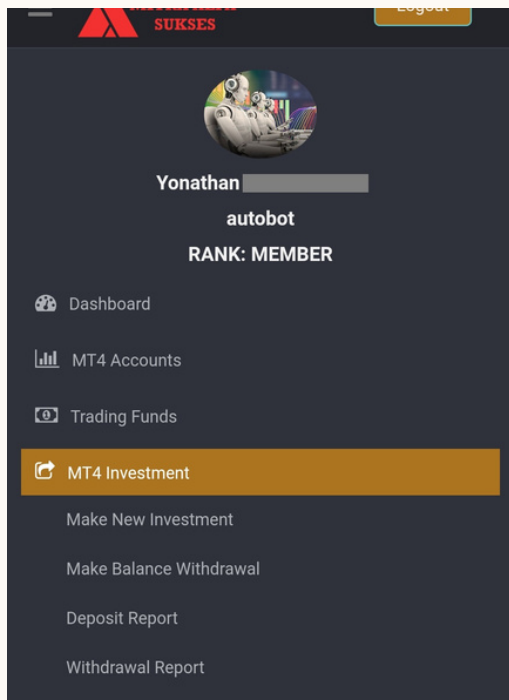 SUKSES
Logout
Yonathan
autobot
RANK: MEMBER
Dashboard
MT4 Accounts
Trading Funds
MT4 Investment
Make New Investment
Make Balance Withdrawal
Deposit Report
Withdrawal Report